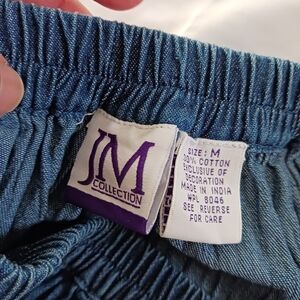 JM
COLLECTION
SIZE: M
100% COTTON
EXCLUSIVE OF
DECORATION
MADE IN INDIA
WPL 8046
SEE REVERSE
FOR CARE